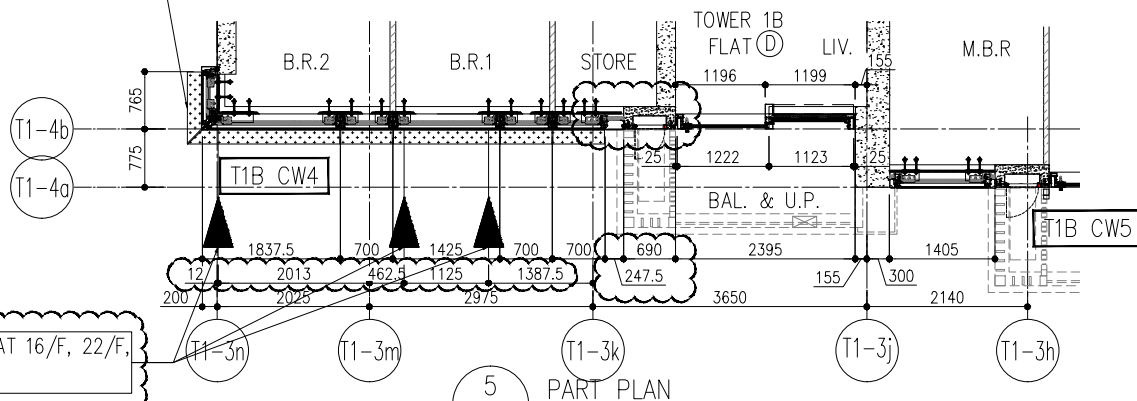 TOWER 1B
FLAT D LIV.
B.R.2 B.R.1 STORE M.B.R
155
1196 1199
765
T1-4b
775
25 1222 1123 25
T1-4a
T1B CW4
BAL. & U.P.
T1B CW5
1837.5 700 1425 700 700 690 2395 1405
12 2013 462.5 1125 1387.5 247.5 155 300
200 2025 2975 3650 2140
AT 16/F, 22/F,
T1-3n T1-3m T1-3k T1-3j T1-3h
5 PART PLAN